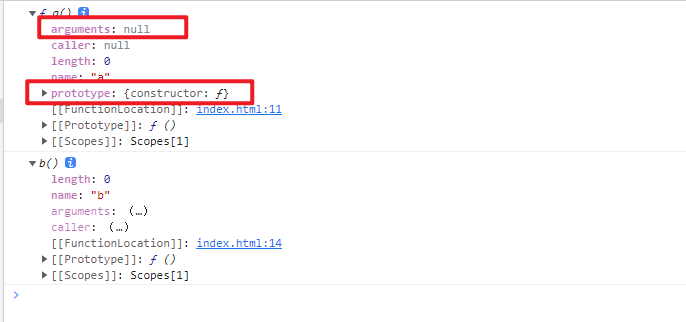 ▼ƒ a() i
arguments: null
caller: null
length: 0
name: "a"
▶prototype: {constructor: ƒ}
[[FunctionLocation]]: index.html:11
▶[[Prototype]]: ƒ ()
▶[[Scopes]]: Scopes[1]
▼b() i
length: 0
name: "b"
arguments: (…)
caller: (…)
[[FunctionLocation]]: index.html:14
▶[[Prototype]]: ƒ ()
▶[[Scopes]]: Scopes[1]
>